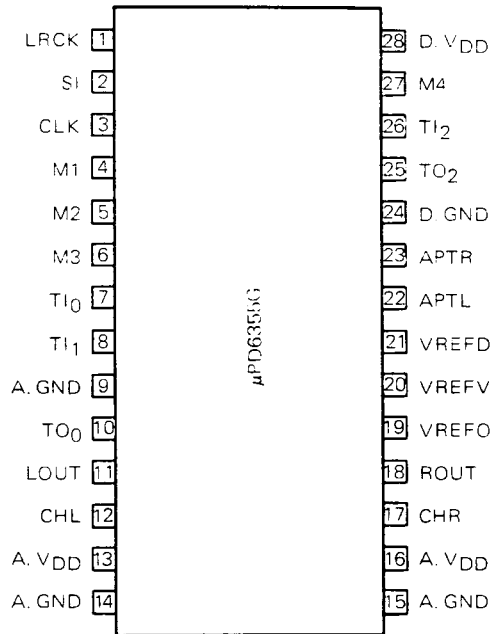 LRCK 1
SI 2
CLK 3
M1 4
M2 5
M3 6
TI0 7
TI1 8
A. GND 9
TO0 10
LOUT 11
CHL 12
A. VDD 13
A. GND 14
μPD6355G
28 D. VDD
27 M4
26 TI2
25 TO2
24 D. GND
23 APTR
22 APTL
21 VREFD
20 VREFV
19 VREFO
18 ROUT
17 CHR
16 A. VDD
15 A. GND